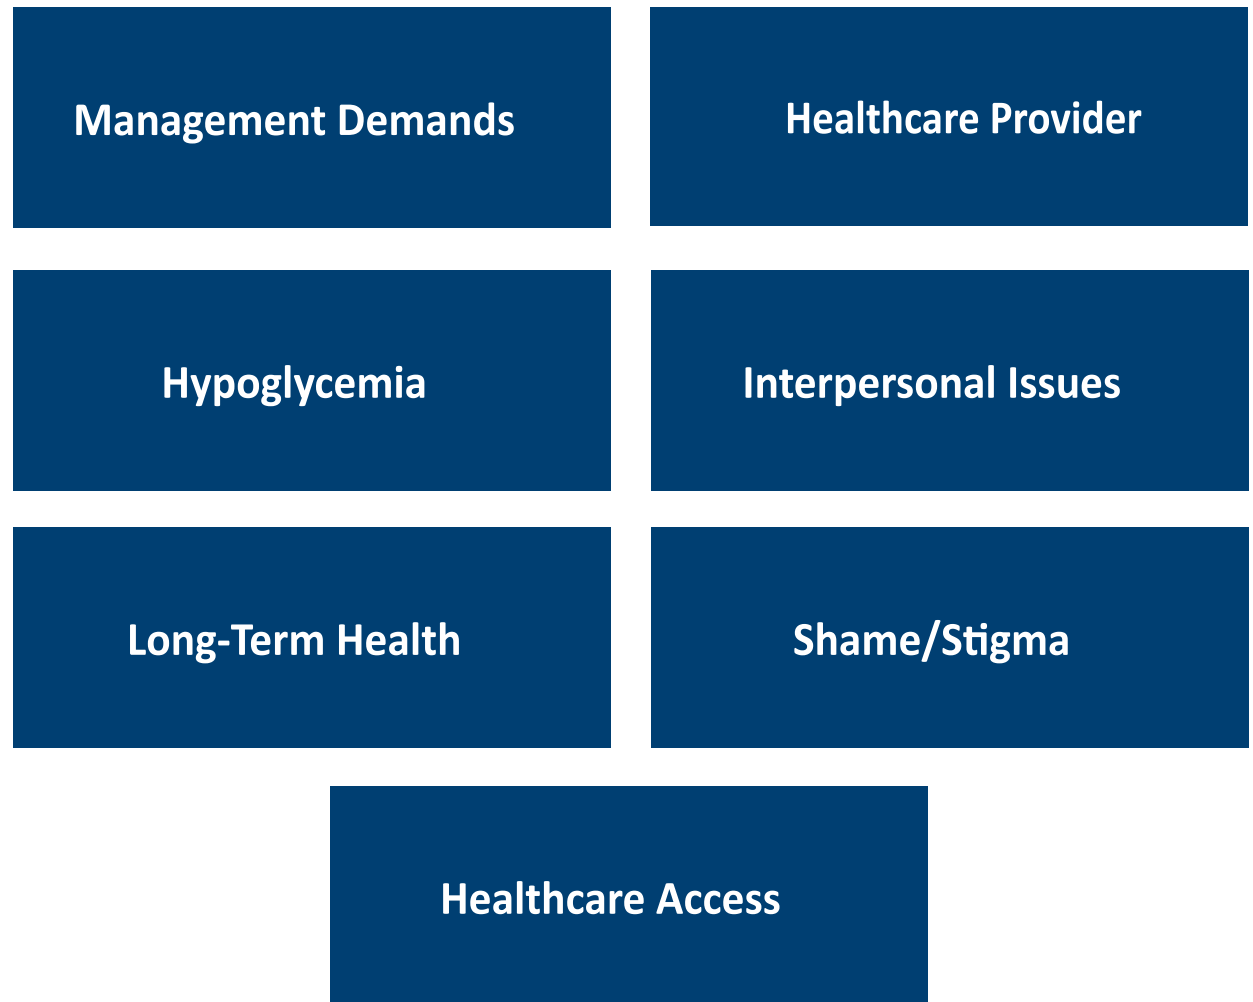 Management Demands
Healthcare Provider
Hypoglycemia
Interpersonal Issues
Long-Term Health
Shame/Stigma
Healthcare Access